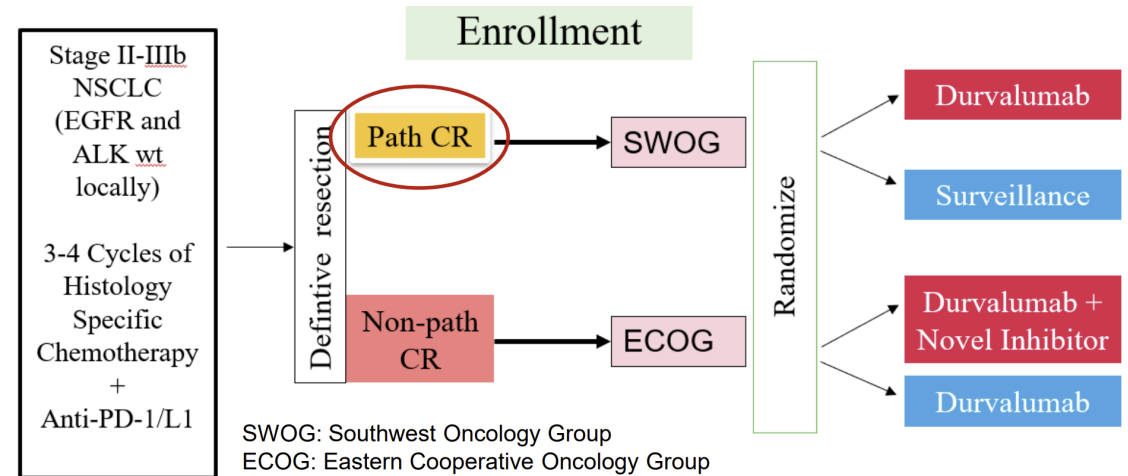 Enrollment
Stage II-IIIb
NSCLC
(EGFR and
ALK wt
locally)
3-4 Cycles of
Histology
Specific
Chemotherapy
+
Anti-PD-1/L1
Defintive resection
Path CR
Non-path
CR
SWOG
ECOG
Randomize
Durvalumab
Surveillance
Durvalumab +
Novel Inhibitor
Durvalumab
SWOG: Southwest Oncology Group
ECOG: Eastern Cooperative Oncology Group